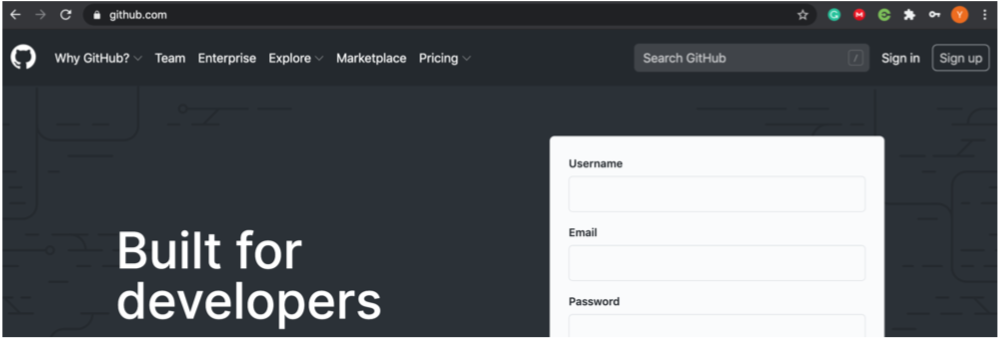 github.com
Y
Why GitHub? Team Enterprise Explore Marketplace Pricing Search GitHub / Sign in Sign up
Username
Email
Built for
developers
Password